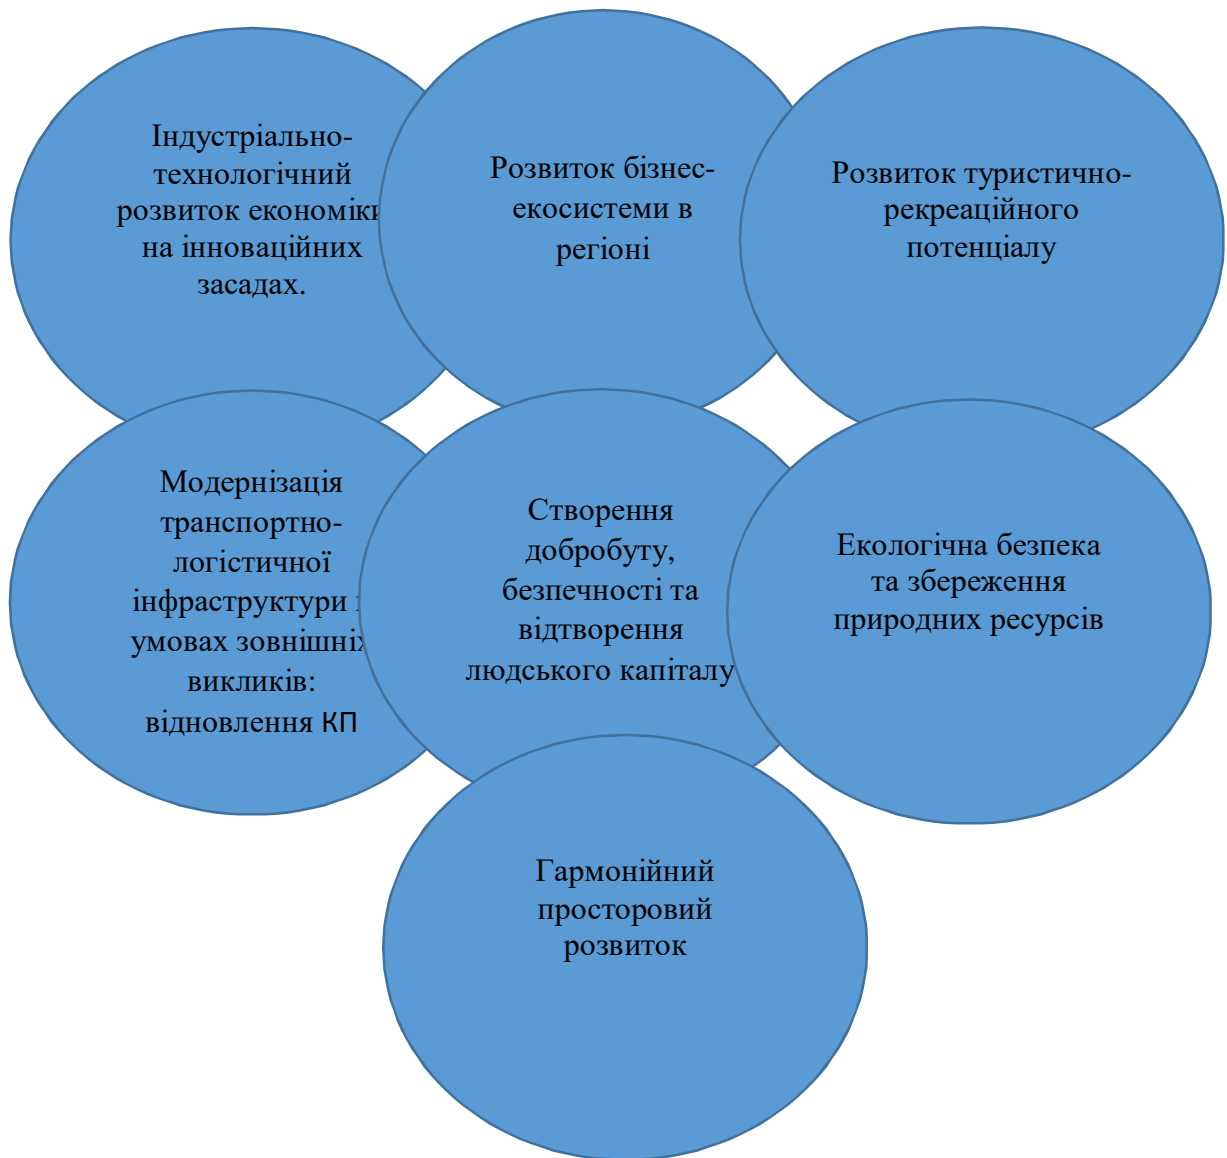 Індустріально-
технологічний
розвиток економіки
на інноваційних
засадах.
Розвиток бізнес-
екосистеми в
регіоні
Розвиток туристично-
рекреаційного
потенціалу
Модернізація
транспортно-
логістичної
інфраструктури
умовах зовнішніх
викликів:
відновлення КП
Створення
добробуту,
безпечності та
відтворення
людського капіталу
Екологічна безпека
та збереження
природних ресурсів
Гармонійний
просторовий
розвиток